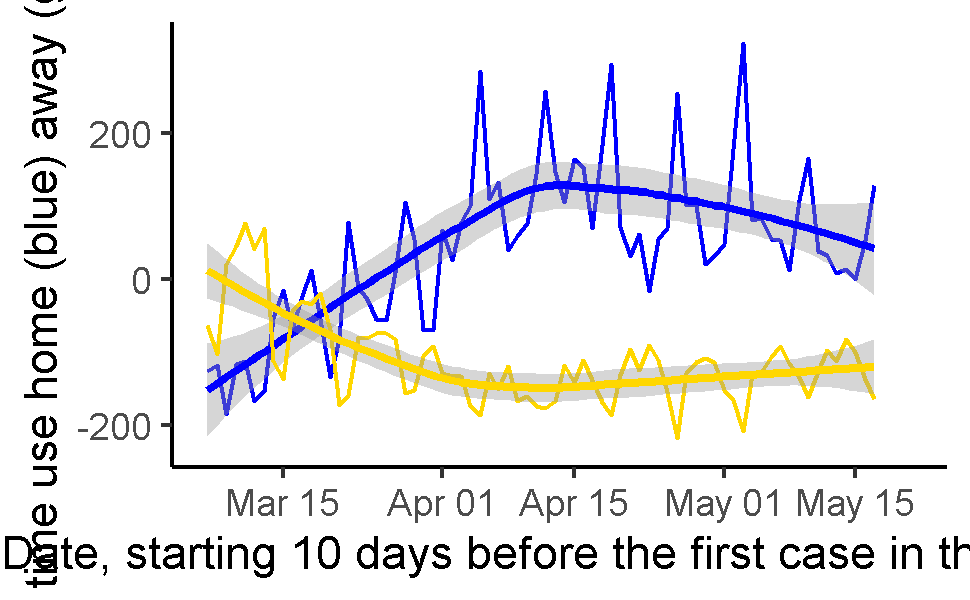 time use home (blue) away (
200
0
-200
Mar 15 Apr 01 Apr 15 May 01 May 15
Date, starting 10 days before the first case in th